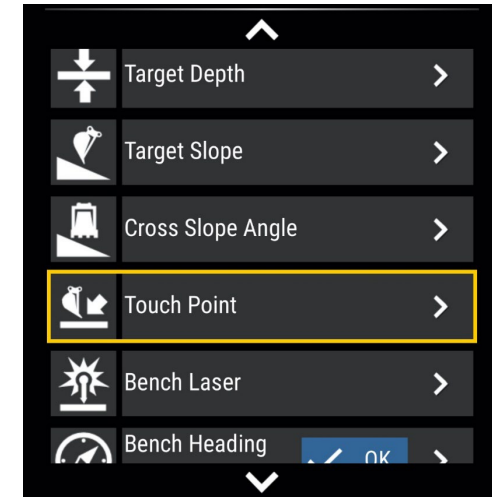 Target Depth
Target Slope
Cross Slope Angle
Touch Point
Bench Laser
Bench Heading
OK